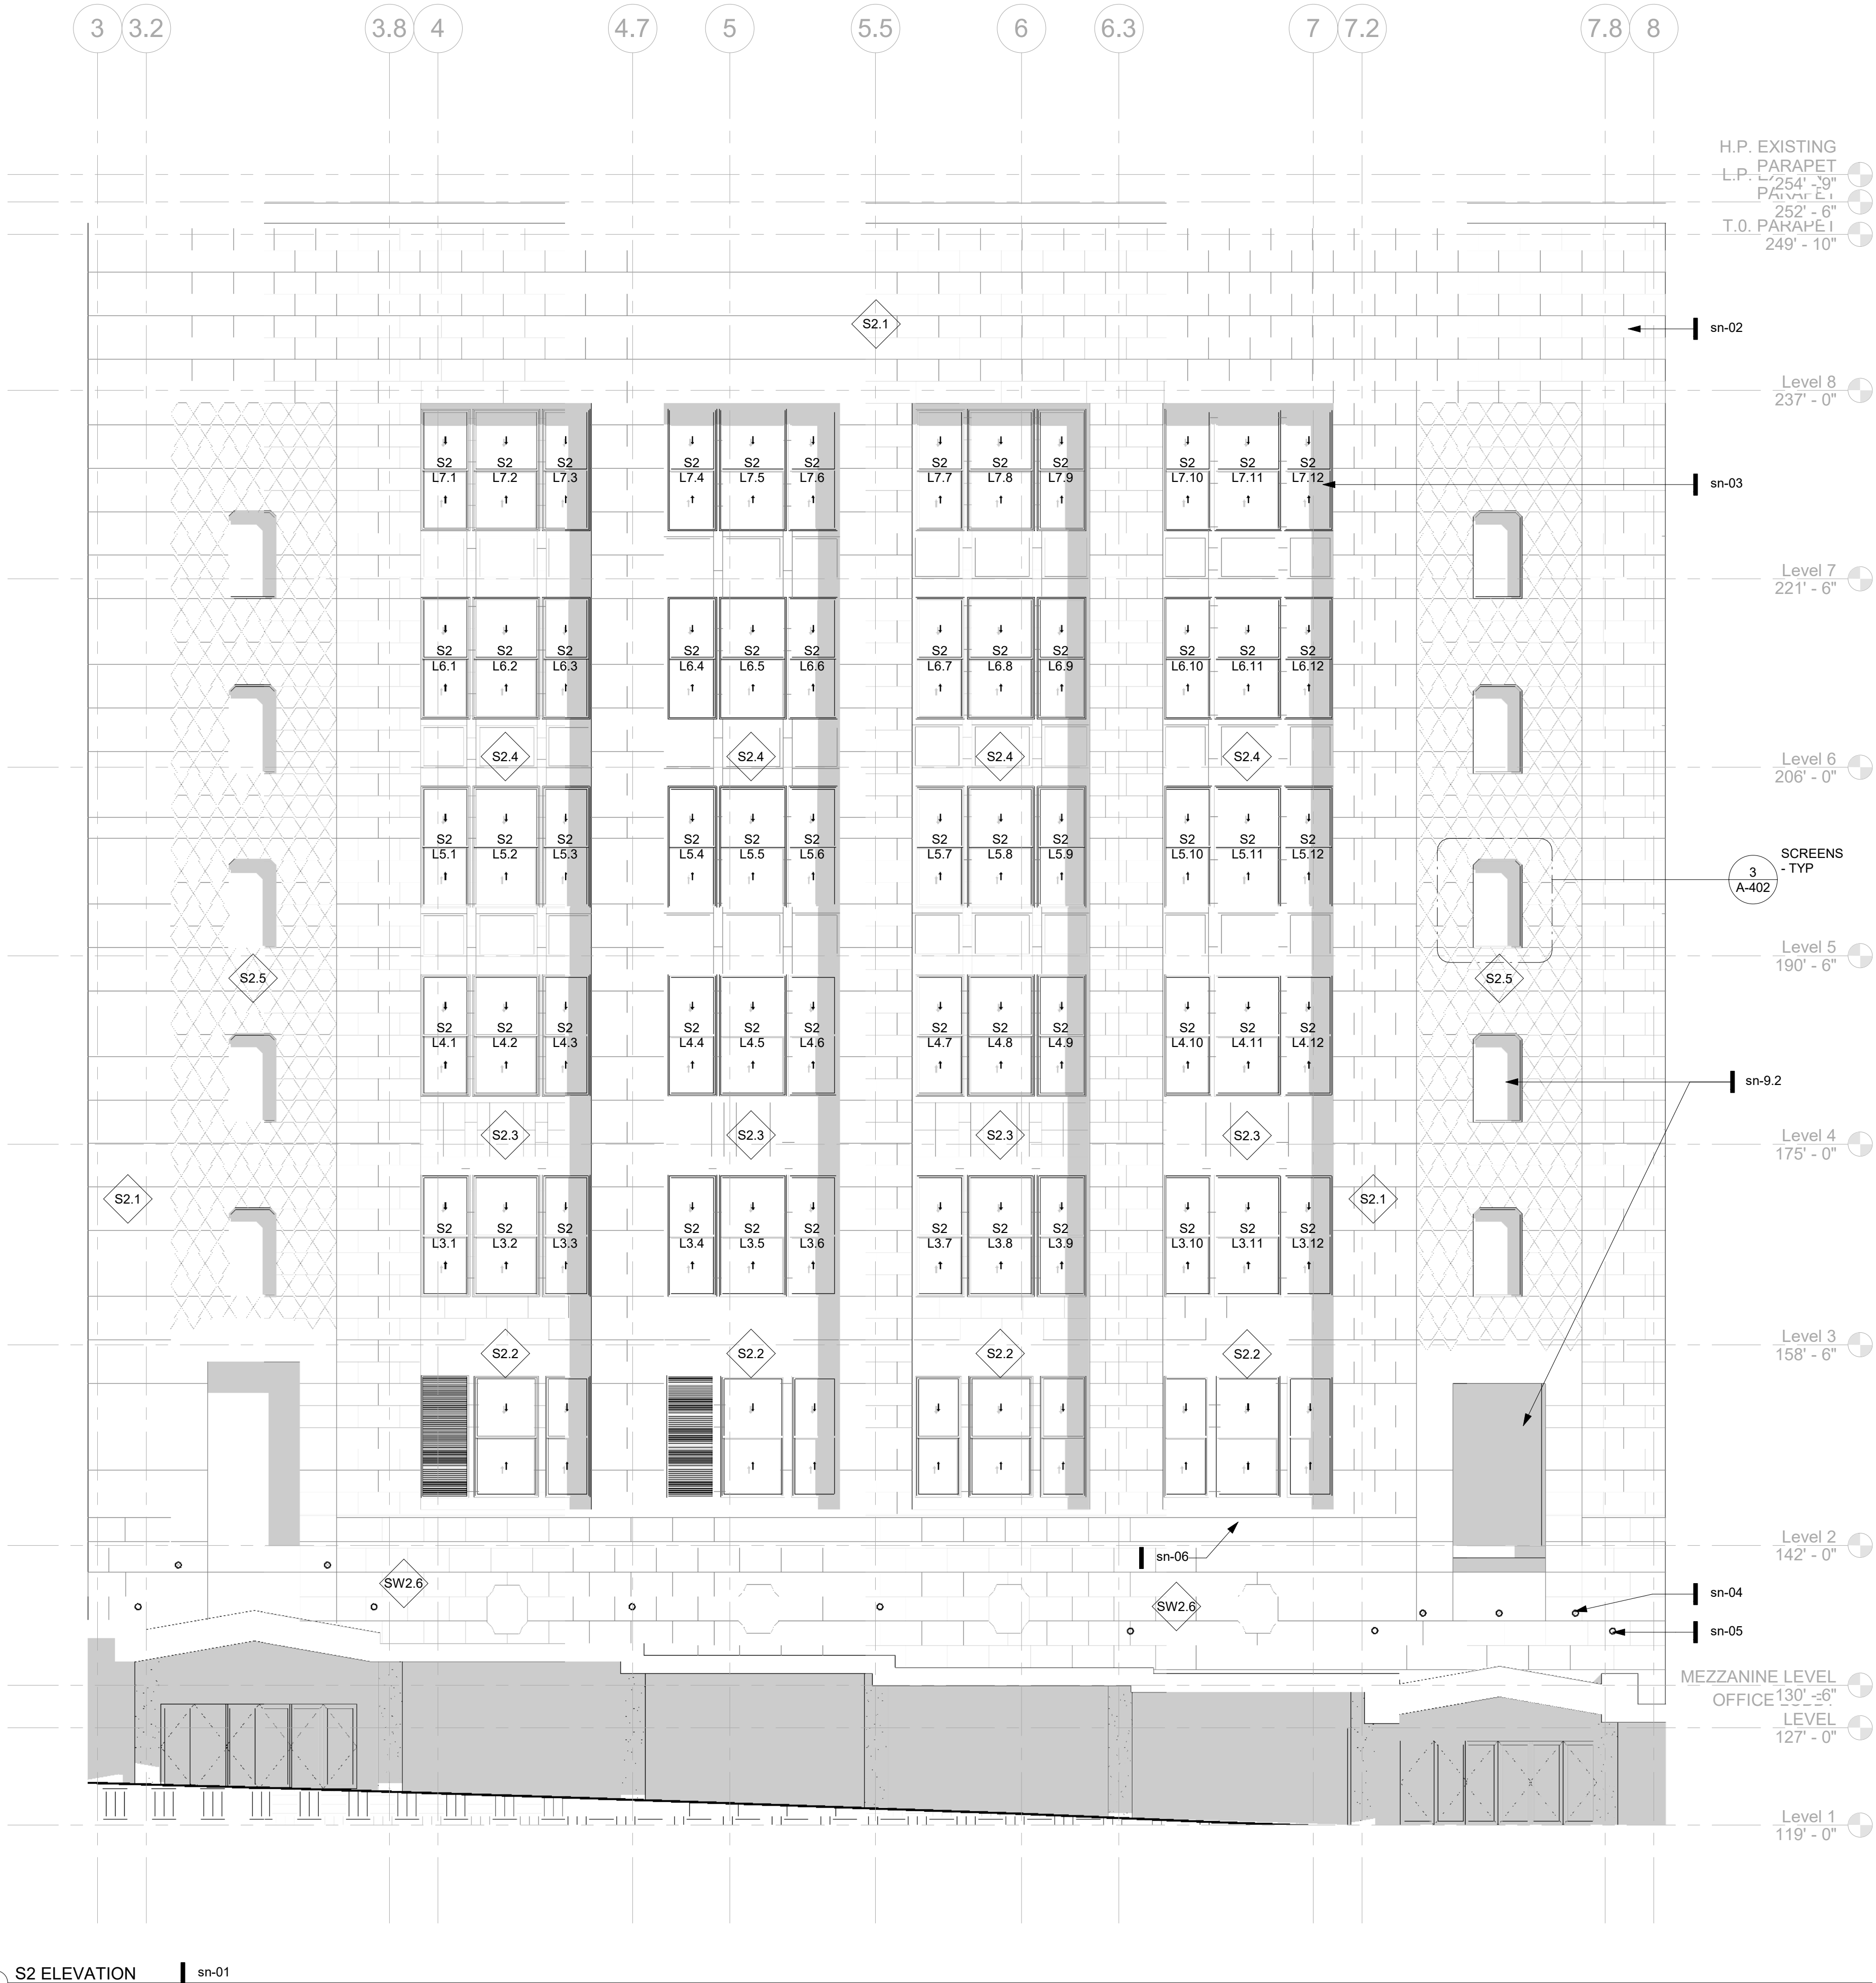 3 3.2 3.8 4 4.7 5 5.5 6 6.3 7 7.2 7.8 8
H.P. EXISTING
PARAPET
254' - 9"
PARAPET
252' - 6"
T.0. PARAPET
249' - 10"
S2.1
sn-02
Level 8
237' - 0"
S2 S2 S2 S2 S2 S2 S2 S2 S2 S2 S2 S2
L7.1 L7.2 L7.3 L7.4 L7.5 L7.6 L7.7 L7.8 L7.9 L7.10 L7.11 L7.12
sn-03
Level 7
221' - 6"
S2 S2 S2 S2 S2 S2 S2 S2 S2 S2 S2 S2
L6.1 L6.2 L6.3 L6.4 L6.5 L6.6 L6.7 L6.8 L6.9 L6.10 L6.11 L6.12
S2.4 S2.4 S2.4 S2.4
Level 6
206' - 0"
S2 S2 S2 S2 S2 S2 S2 S2 S2 S2 S2 S2
L5.1 L5.2 L5.3 L5.4 L5.5 L5.6 L5.7 L5.8 L5.9 L5.10 L5.11 L5.12
SCREENS
- TYP
3
A-402
Level 5
190' - 6"
S2.5 S2.5
S2 S2 S2 S2 S2 S2 S2 S2 S2 S2 S2 S2
L4.1 L4.2 L4.3 L4.4 L4.5 L4.6 L4.7 L4.8 L4.9 L4.10 L4.11 L4.12
sn-9.2
S2.3 S2.3 S2.3 S2.3
Level 4
175' - 0"
S2.1 S2.1
S2 S2 S2 S2 S2 S2 S2 S2 S2 S2 S2 S2
L3.1 L3.2 L3.3 L3.4 L3.5 L3.6 L3.7 L3.8 L3.9 L3.10 L3.11 L3.12
S2.2 S2.2 S2.2 S2.2
Level 3
158' - 6"
Level 2
142' - 0"
sn-06
SW2.6 SW2.6
sn-04
sn-05
MEZZANINE LEVEL
130' - 6"
OFFICE
LEVEL
127' - 0"
Level 1
119' - 0"
S2 ELEVATION sn-01